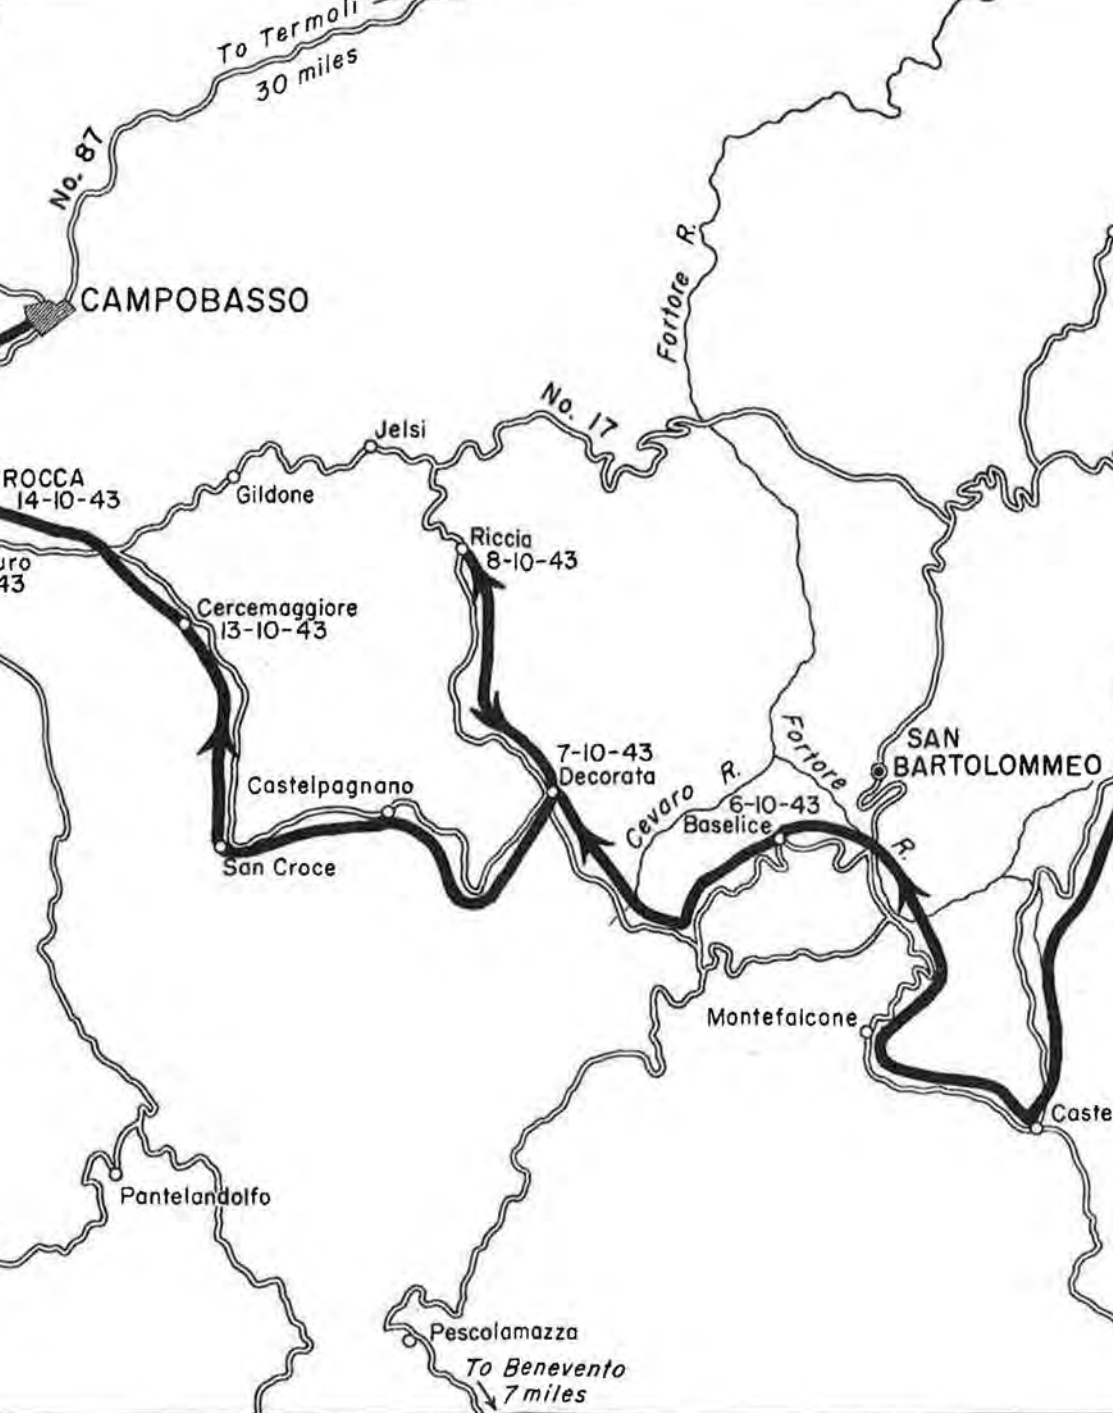 To Termoli
30 miles
No. 87
CAMPOBASSO
Fortore R.
No. 17
Jelsi
ROCCA
14-10-43
Gildone
Riccia
8-10-43
43
Cercemaggiore
13-10-43
Fortore R.
SAN
BARTOLOMMEO
7-10-43
Decorata
Castelpagnano
Cevaro R.
6-10-43
Baselice
San Croce
Montefalcone
Caste
Pantelandolfo
Pescolamazza
To Benevento
7 miles